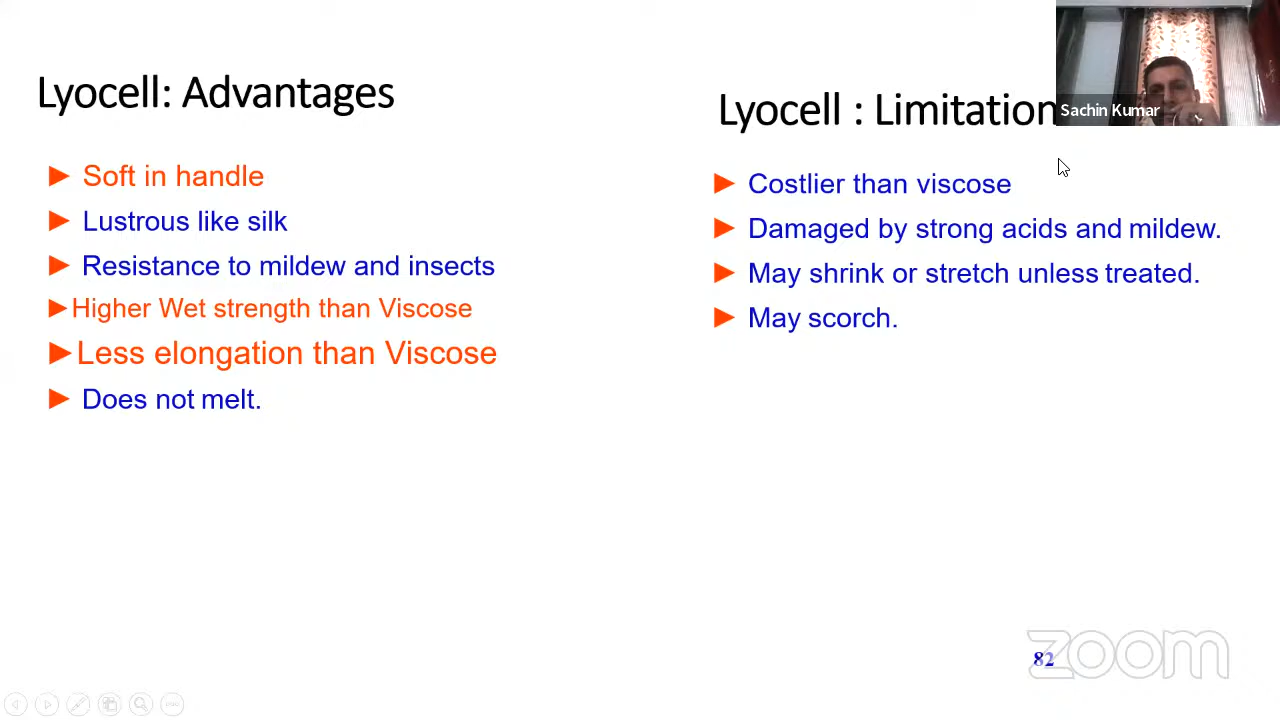 Lyocell: Advantages
► Soft in handle
► Lustrous like silk
► Resistance to mildew and insects
►Higher Wet strength than Viscose
►Less elongation than Viscose
► Does not melt.
Lyocell : Limitation
► Costlier than viscose
► Damaged by strong acids and mildew.
► May shrink or stretch unless treated.
► May scorch.
Sachin Kumar
82
zoom